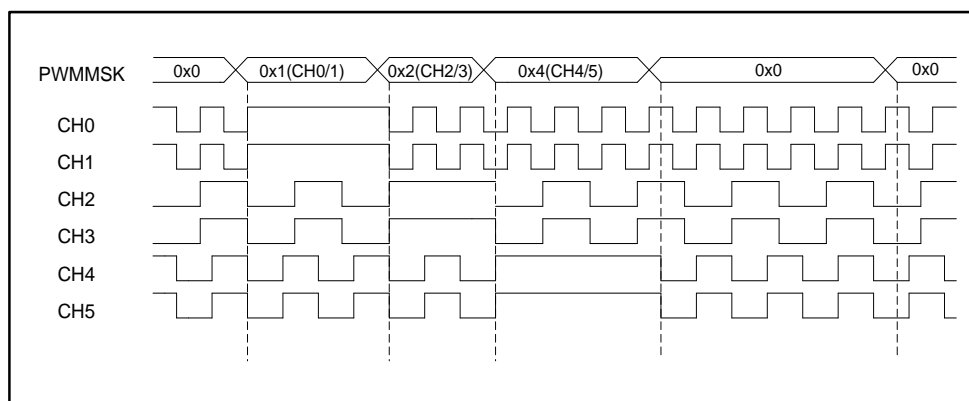 PWMMSK 0x0 0x1(CH0/1) 0x2(CH2/3) 0x4(CH4/5) 0x0 0x0
CH0
CH1
CH2
CH3
CH4
CH5